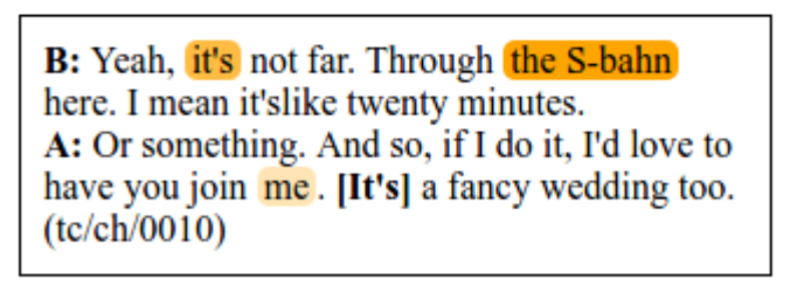 B: Yeah, it's not far. Through the S-bahn
here. I mean it'slike twenty minutes.
A: Or something. And so, if I do it, I'd love to
have you join me . [It's] a fancy wedding too.
(tc/ch/0010)